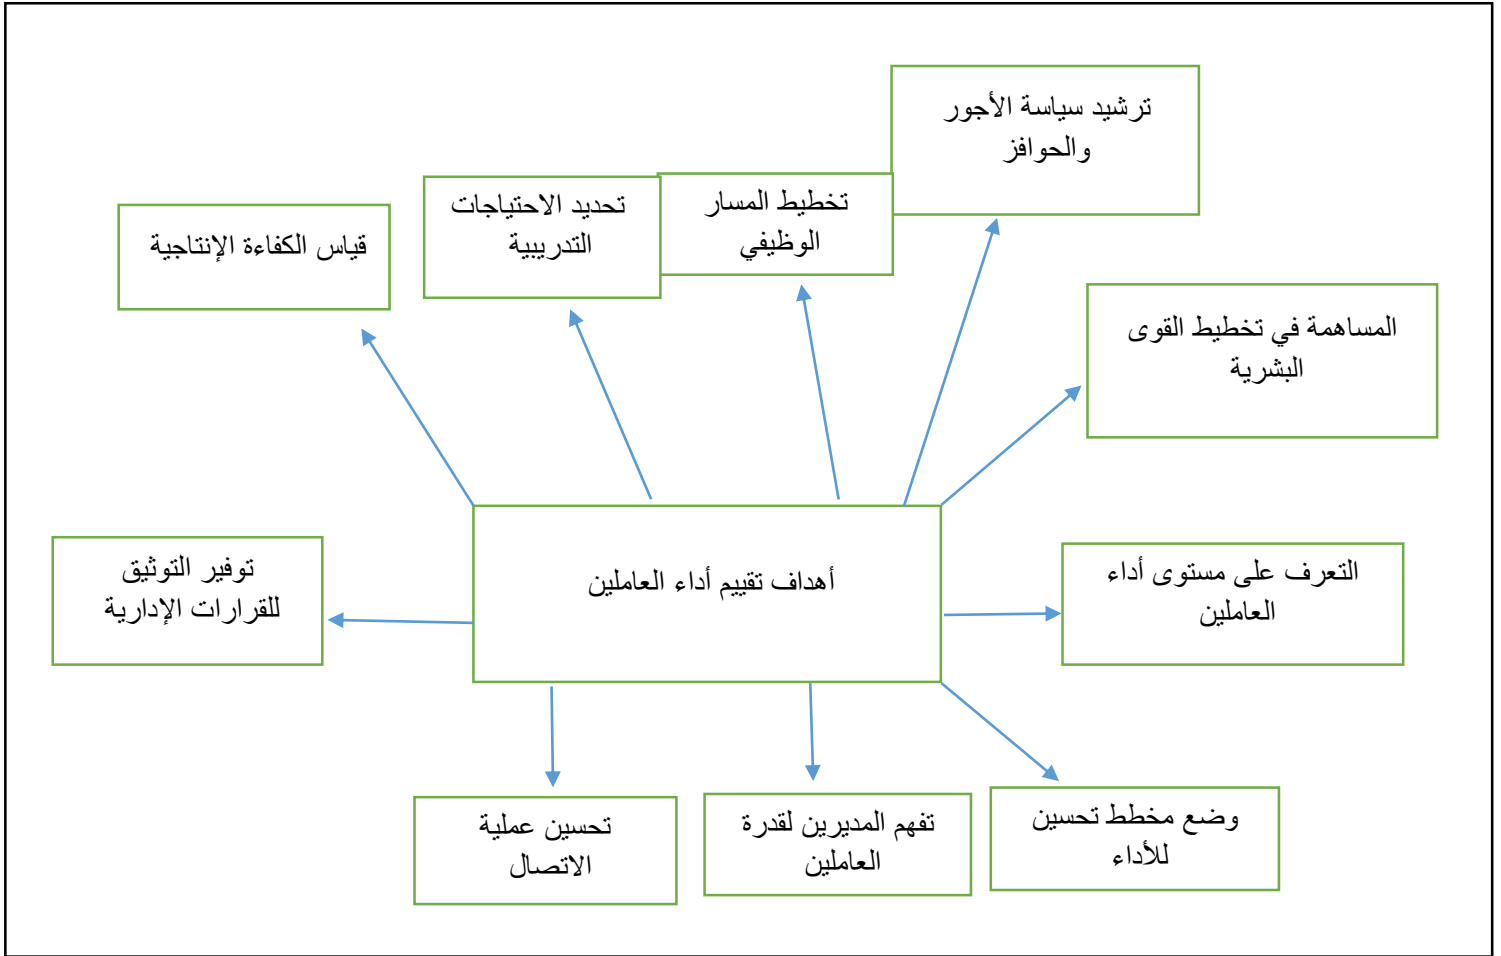 ترشيد سياسة الأجور
والحوافز
تخطيط المسار
الوظيفي
تحديد الاحتياجات
التدريبية
قياس الكفاءة الإنتاجية
المساهمة في تخطيط القوى
البشرية
أهداف تقييم أداء العاملين
التعرف على مستوى أداء
العاملين
توفير التوثيق
للقرارات الإدارية
وضع مخطط تحسين
للأداء
تفهم المديرين لقدرة
العاملين
تحسين عملية
الاتصال